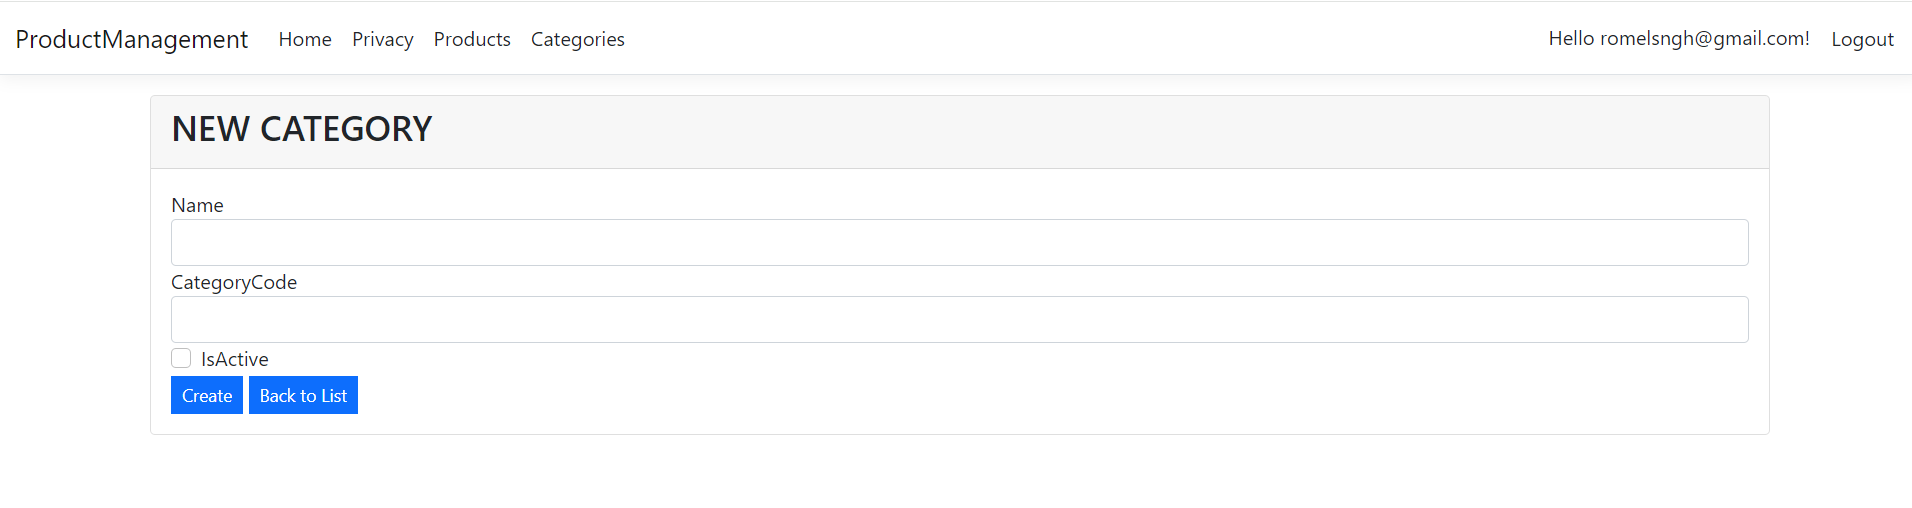 ProductManagement Home Privacy Products Categories Hello romelsngh@gmail.com! Logout
NEW CATEGORY
Name
CategoryCode
IsActive
Create Back to List